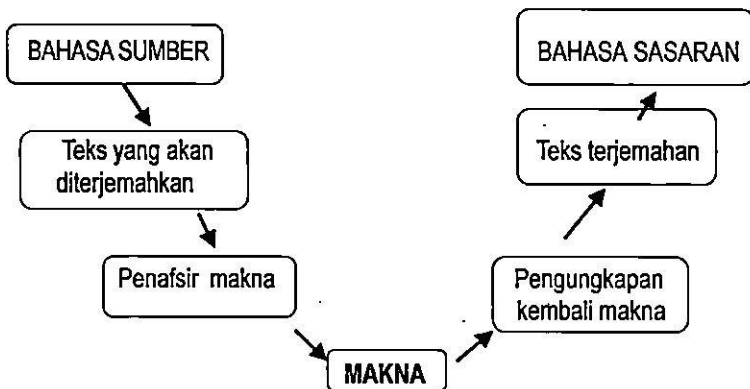 BAHASA SUMBER
Teks yang akan
diterjemahkan
Penafsir makna
MAKNA
Pengungkapan
kembali makna
Teks terjemahan
BAHASA SASARAN